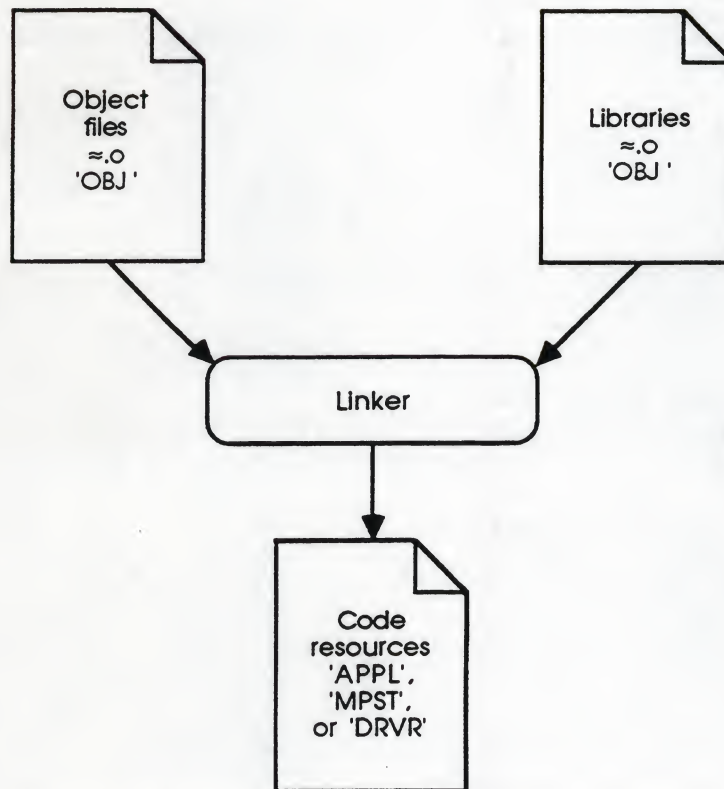 Object
files
≈.o
'OBJ '
Libraries
≈.o
'OBJ '
Linker
Code
resources
'APPL',
'MPST',
or 'DRVR'